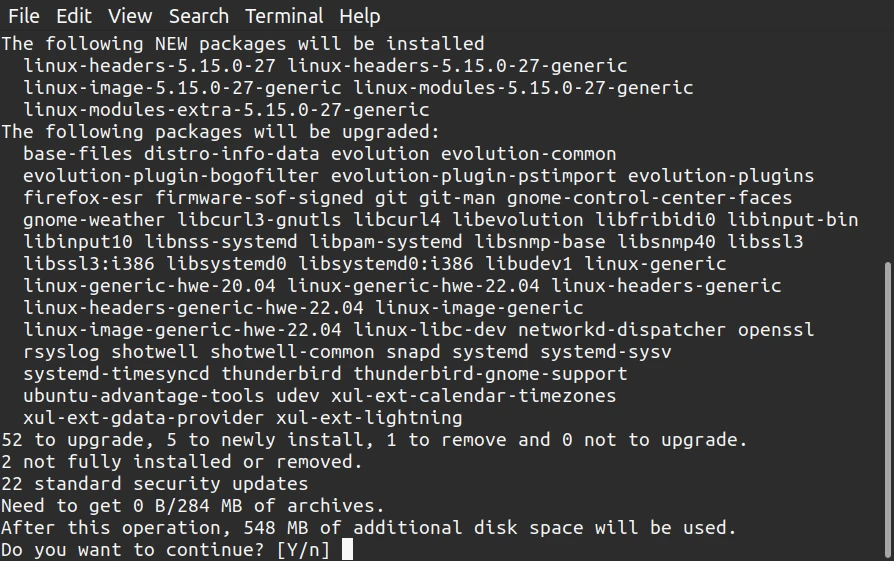 File Edit View Search Terminal Help
The following NEW packages will be installed
linux-headers-5.15.0-27 linux-headers-5.15.0-27-generic
linux-image-5.15.0-27-generic linux-modules-5.15.0-27-generic
linux-modules-extra-5.15.0-27-generic
The following packages will be upgraded:
base-files distro-info-data evolution evolution-common
evolution-plugin-bogofilter evolution-plugin-pstimport evolution-plugins
firefox-esr firmware-sof-signed git git-man gnome-control-center-faces
gnome-weather libcurl3-gnutls libcurl4 libevolution libfribidi0 libinput-bin
libinput10 libnss-systemd libpam-systemd libsnmp-base libsnmp40 libssl3
libssl3:i386 libsystemd0 libsystemd0:i386 libudev1 linux-generic
linux-generic-hwe-20.04 linux-generic-hwe-22.04 linux-headers-generic
linux-headers-generic-hwe-22.04 linux-image-generic
linux-image-generic-hwe-22.04 linux-libc-dev networkd-dispatcher openssl
rsyslog shotwell shotwell-common snapd systemd systemd-sysv
systemd-timesyncd thunderbird thunderbird-gnome-support
ubuntu-advantage-tools udev xul-ext-calendar-timezones
xul-ext-gdata-provider xul-ext-lightning
52 to upgrade, 5 to newly install, 1 to remove and 0 not to upgrade.
2 not fully installed or removed.
22 standard security updates
Need to get 0 B/284 MB of archives.
After this operation, 548 MB of additional disk space will be used.
Do you want to continue? [Y/n]